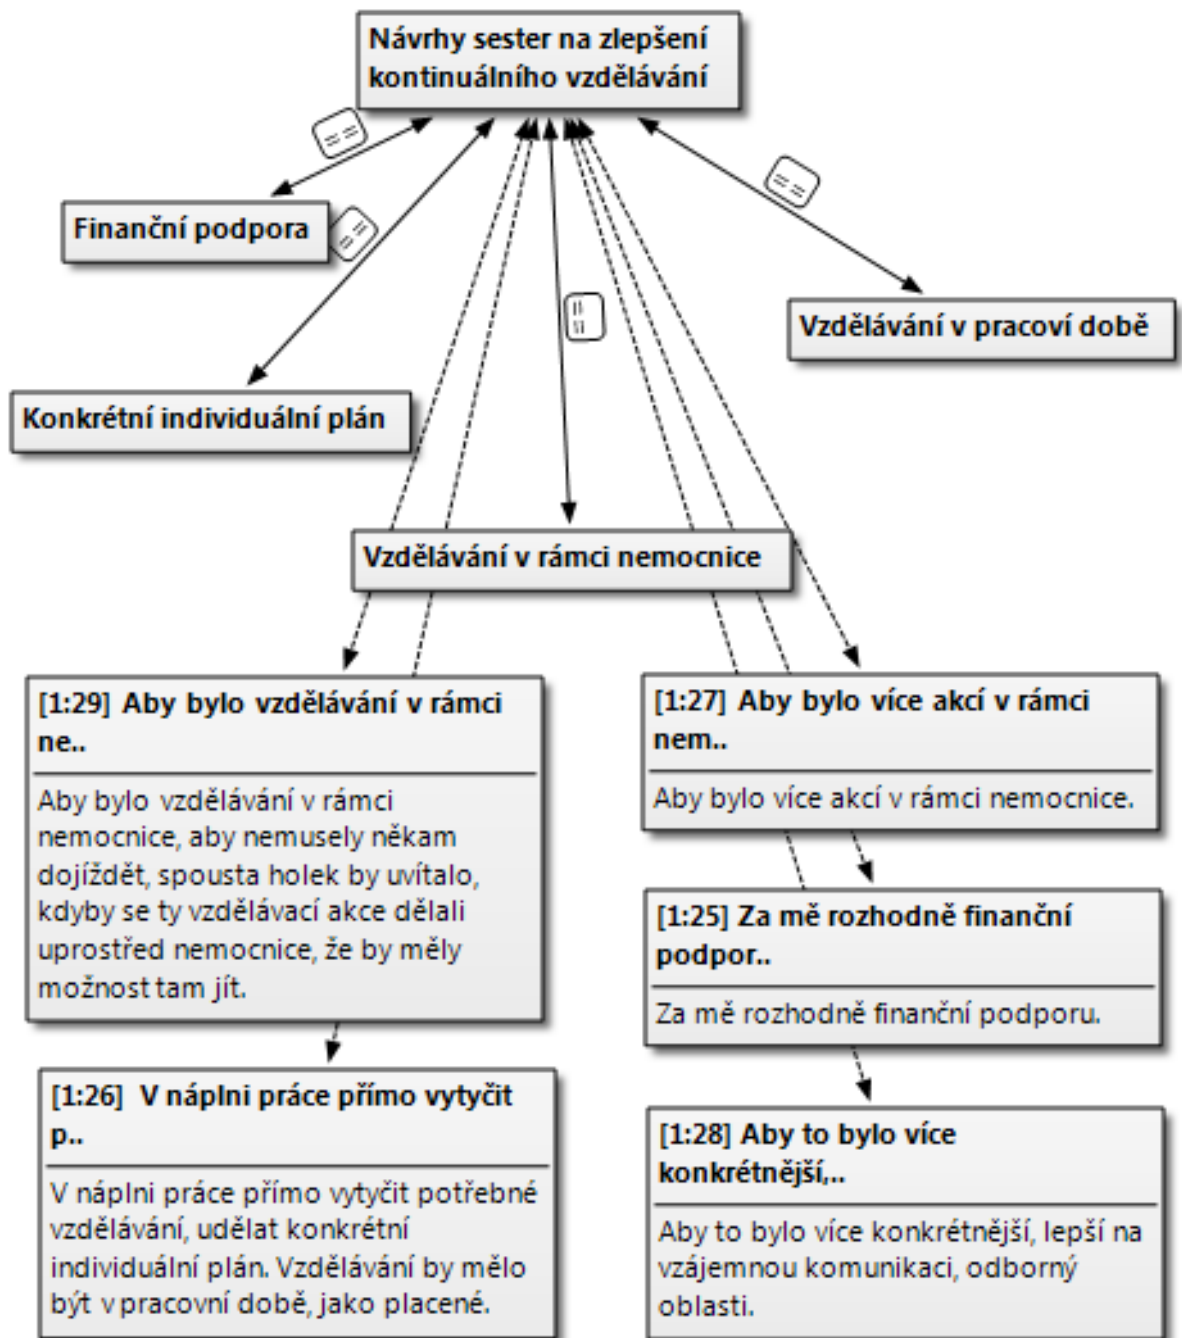 Návrhy sester na zlepšení
kontinuálního vzdělávání
==
Finanční podpora
==
==
==
Vzdělávání v pracoví době
Konkrétní individuální plán
Vzdělávání v rámci nemocnice
[1:29] Aby bylo vzdělávání v rámci
ne..
Aby bylo vzdělávání v rámci
nemocnice, aby nemusely někam
dojíždět, spousta holek by uvítalo,
kdyby se ty vzdělávací akce dělali
uprostřed nemocnice, že by měly
možnost tam jít.
[1:26] V náplni práce přímo vytyčit
p..
V náplni práce přímo vytyčit potřebné
vzdělávání, udělat konkrétní
individuální plán. Vzdělávání by mělo
být v pracovní době, jako placené.
[1:27] Aby bylo více akcí v rámci
nem..
Aby bylo více akcí v rámci nemocnice.
[1:25] Za mě rozhodně finanční
podpor..
Za mě rozhodně finanční podporu.
[1:28] Aby to bylo více
konkrétnější,..
Aby to bylo více konkrétnější, lepší na
vzájemnou komunikaci, odborný
oblasti.